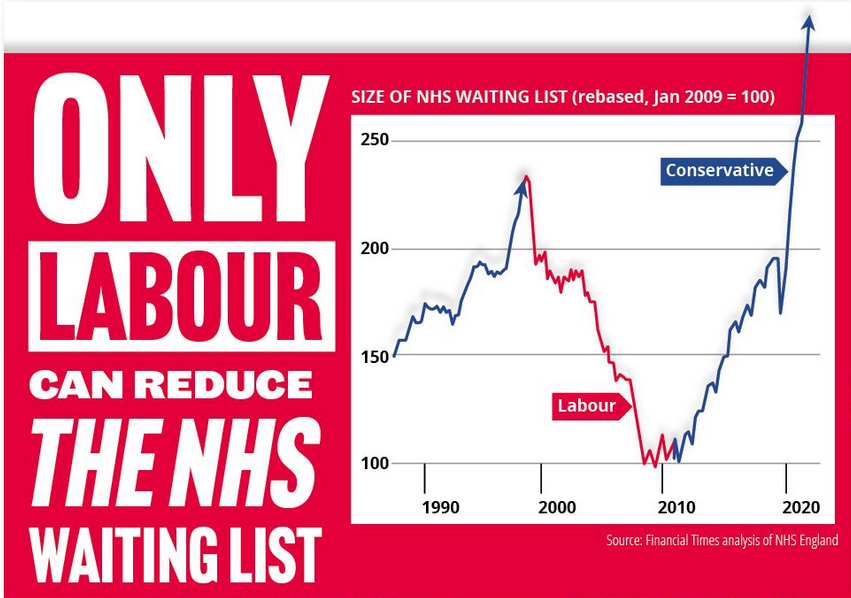 ONLY
LABOUR
CAN REDUCE
THE NHS
WAITING LIST
SIZE OF NHS WAITING LIST (rebased, Jan 2009 = 100)
250
Conservative
200
150
Labour
100
1990 2000 2010 2020
Source: Financial Times analysis of NHS England